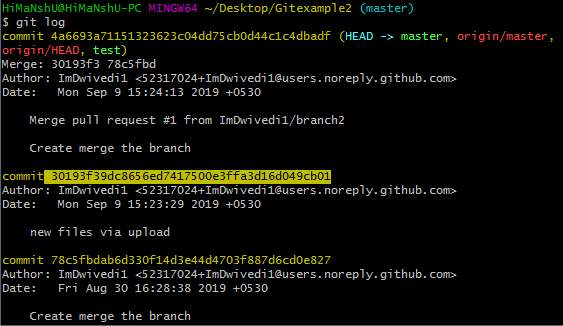 HiMaNshU@HiMaNshU-PC MINGW64 ~/Desktop/Gitexample2 (master)
$ git log
commit 4a6693a71151323623c04dd75cb0d44c1c4dbadf (HEAD -> master, origin/master,
origin/HEAD, test)
Merge: 30193f3 78c5fbd
Author: ImDwivedi1 <52317024+ImDwivedi1@users.noreply.github.com>
Date:   Mon Sep 9 15:24:13 2019 +0530
    Merge pull request #1 from ImDwivedi1/branch2
    Create merge the branch
commit 30193f39dc8656ed7417500e3ffa3d16d049cb01
Author: ImDwivedi1 <52317024+ImDwivedi1@users.noreply.github.com>
Date:   Mon Sep 9 15:23:29 2019 +0530
    new files via upload
commit 78c5fbdab6d330f14d3e44d4703f887d6cd0e827
Author: ImDwivedi1 <52317024+ImDwivedi1@users.noreply.github.com>
Date:   Fri Aug 30 16:28:38 2019 +0530
    Create merge the branch